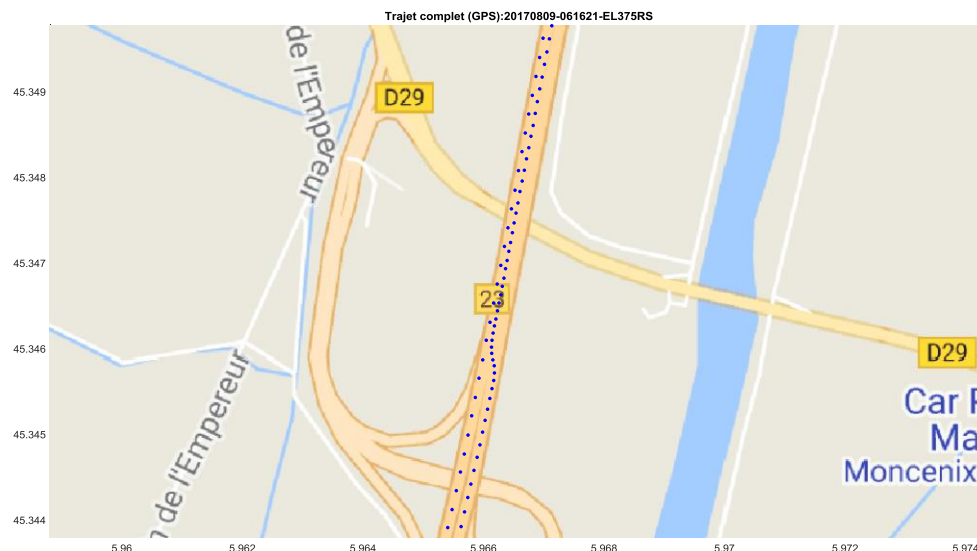 Trajet complet (GPS):20170809-061621-EL375RS
de l'Empereur
45.349
D29
45.348
45.347
23
45.346
D29
Car
Ma
45.345
Moncenix
de l'Empereur
45.344
5.96
5.962
5.964
5.966
5.968
5.97
5.972
5.974